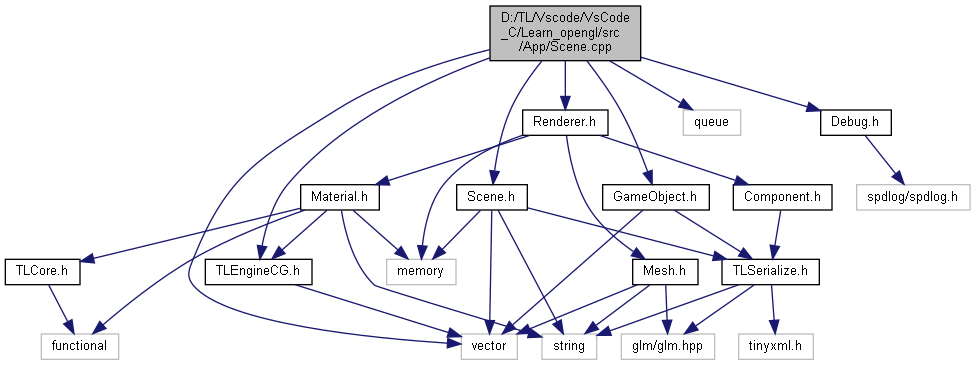 D:/TL/Vscode/VsCode
_C/Learn_opengl/src
/App/Scene.cpp
Renderer.h
queue
Debug.h
Material.h
Scene.h
GameObject.h
Component.h
spdlog/spdlog.h
TLCore.h
TLEngineCG.h
memory
Mesh.h
TLSerialize.h
functional
vector
string
glm/glm.hpp
tinyxml.h